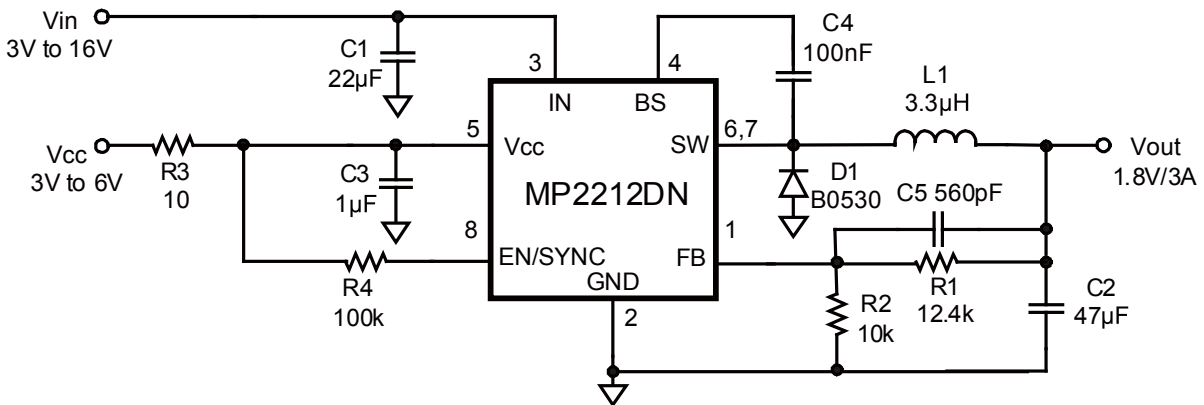 Vin
3V to 16V
C1
22µF
3
4
C4
100nF
IN
BS
L1
3.3µH
Vcc
3V to 6V
R3
10
C3
1µF
5
Vcc
SW
6,7
MP2212DN
D1
B0530
Vout
1.8V/3A
C5 560pF
8
EN/SYNC
FB
1
R4
100k
GND
2
R2
10k
R1
12.4k
C2
47µF